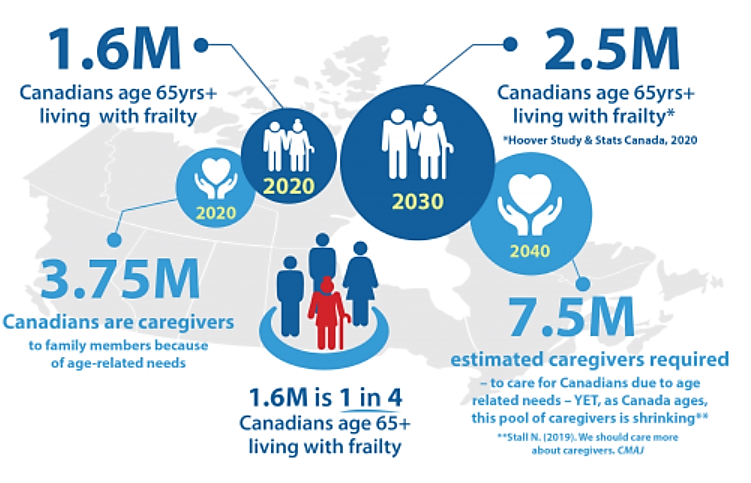 1.6M
Canadians age 65yrs+
living with frailty
2.5M
Canadians age 65yrs+
living with frailty*
*Hoover Study & Stats Canada, 2020
2020
2030
2020
2040
3.75M
Canadians are caregivers
to family members because
of age-related needs
7.5M
estimated caregivers required
– to care for Canadians due to age
related needs – YET, as Canada ages,
this pool of caregivers is shrinking**
**Stall N. (2019). We should care more
about caregivers. CMAJ
1.6M is 1 in 4
Canadians age 65+
living with frailty